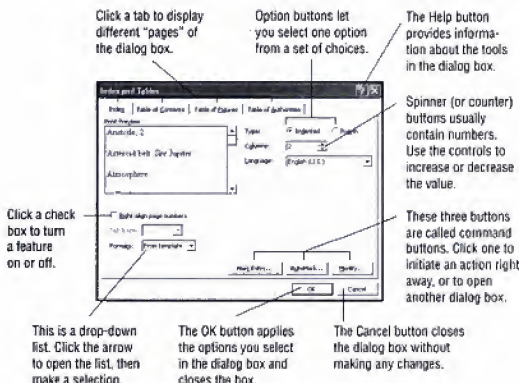 Click a tab to display
different "pages" of
the dialog box.
Option buttons let
you select one option
from a set of choices.
The Help button
provides informa-
tion about the tools
in the dialog box.
Index and Tables
Index Table of Contents Table of Figures Table of Authorities
Print Preview
Aristotle, 2
Asteroid belt. See Jupiter
Atmosphere
Type: Indented
Columns: 2
Language: English (U.S.)
Spinner (or counter)
buttons usually
contain numbers.
Use the controls to
increase or decrease
the value.
Click a check
box to turn
a feature
on or off.
Right align page numbers
Formats: From template
Mark Entry... AutoMark... Modify...
OK Cancel
These three buttons
are called command
buttons. Click one to
initiate an action right
away, or to open
another dialog box.
This is a drop-down
list. Click the arrow
to open the list, then
make a selection.
The OK button applies
the options you select
in the dialog box and
closes the box.
The Cancel button closes
the dialog box without
making any changes.